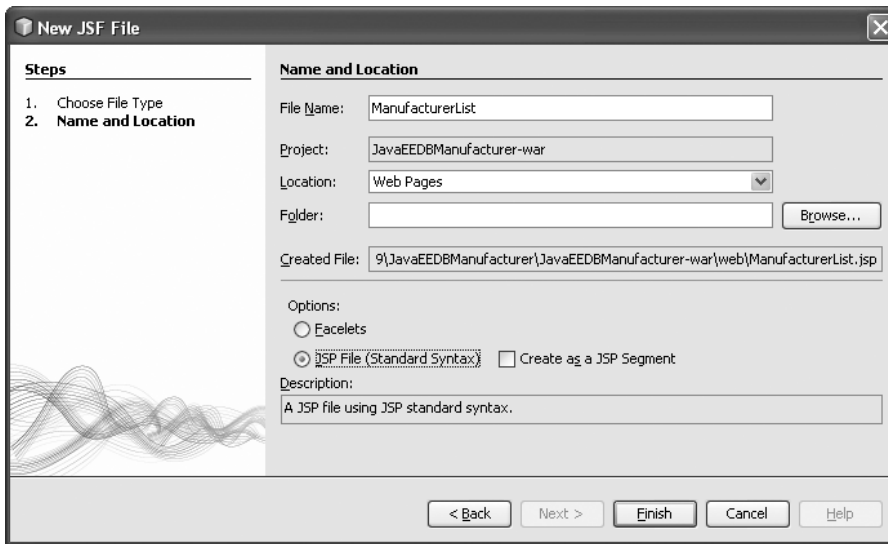 New JSF File
Steps
1. Choose File Type
2. Name and Location
Name and Location
File Name: ManufacturerList
Project: JavaEEDBManufacturer-war
Location: Web Pages
Folder: Browse...
Created File: 9\JavaEEDBManufacturer\JavaEEDBManufacturer-war\web\ManufacturerList.jsp
Options:
Facelets
JSP File (Standard Syntax) Create as a JSP Segment
Description:
A JSP file using JSP standard syntax.
< Back Next > Finish Cancel Help